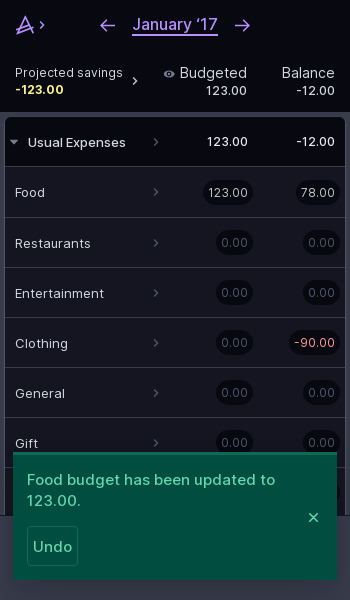 January ‘17
Projected savings Budgeted Balance
-123.00 123.00 -12.00
Usual Expenses 123.00 -12.00
Food 123.00 78.00
Restaurants 0.00 0.00
Entertainment 0.00 0.00
Clothing 0.00 -90.00
General 0.00 0.00
Gift 0.00 0.00
Food budget has been updated to
123.00.
Undo